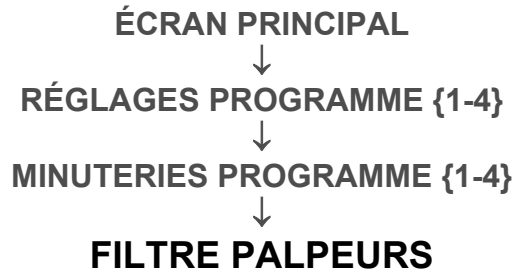 ÉCRAN PRINCIPAL
↓
RÉGLAGES PROGRAMME {1-4}
↓
MINUTERIES PROGRAMME {1-4}
↓
FILTRE PALPEURS